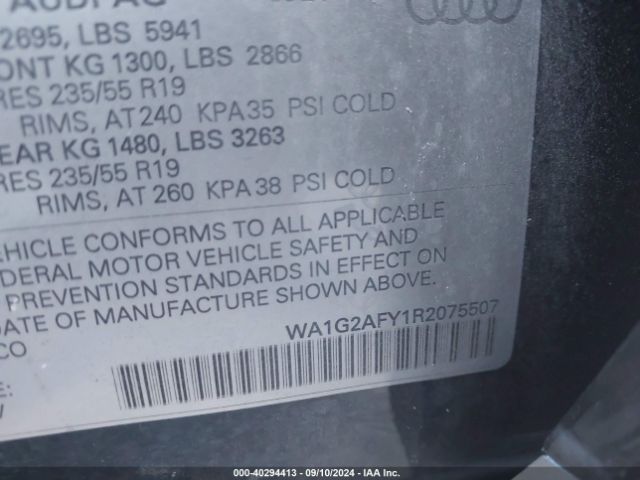 AUDI AG
2695, LBS 5941
ONT KG 1300, LBS 2866
RES 235/55 R19
RIMS, AT 240 KPA 35 PSI COLD
EAR KG 1480, LBS 3263
RES 235/55 R19
RIMS, AT 260 KPA 38 PSI COLD
EHICLE CONFORMS TO ALL APPLICABLE
DERAL MOTOR VEHICLE SAFETY AND
PREVENTION STANDARDS IN EFFECT ON
DATE OF MANUFACTURE SHOWN ABOVE.
CO
WA1G2AFY1R2075507
E:
000-40294413 - 09/10/2024 - IAA Inc.